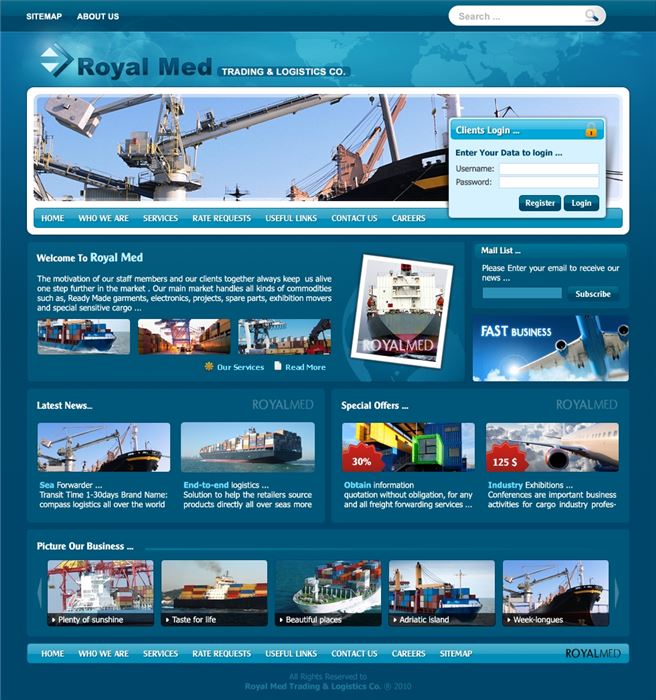 SITEMAP ABOUT US
Search ...
Royal Med TRADING & LOGISTICS CO.
Clients Login ...
Enter Your Data to login ...
Username:
Password:
Register Login
HOME WHO WE ARE SERVICES RATE REQUESTS USEFUL LINKS CONTACT US CAREERS
Welcome To Royal Med
The motivation of our staff members and our clients together always keep us alive
one step further in the market . Our main market handles all kinds of commodities
such as, Ready Made garments, electronics, projects, spare parts, exhibition movers
and special sensitive cargo ...
Our Services Read More
ROYALMED
Mail List ...
Please Enter your email to receive our
news ...
Subscribe
FAST BUSINESS
ROYALMED
Latest News.. ROYALMED
Sea Forwarder ...
Transit Time 1-30days Brand Name:
compass logistics all over the world
End-to-end logistics ...
Solution to help the retailers source
products directly all over seas more
Special Offers ... ROYALMED
30%
Obtain information
quotation without obligation, for any
and all freight forwarding services ...
125 $
Industry Exhibitions ...
Conferences are important business
activities for cargo industry profes-
Picture Our Business ...
Plenty of sunshine
Taste for life
Beautiful places
Adriatic island
Week-longues
HOME WHO WE ARE SERVICES RATE REQUESTS USEFUL LINKS CONTACT US CAREERS SITEMAP ROYALMED
All Rights Reserved to
Royal Med Trading & Logistics Co. ® 2010